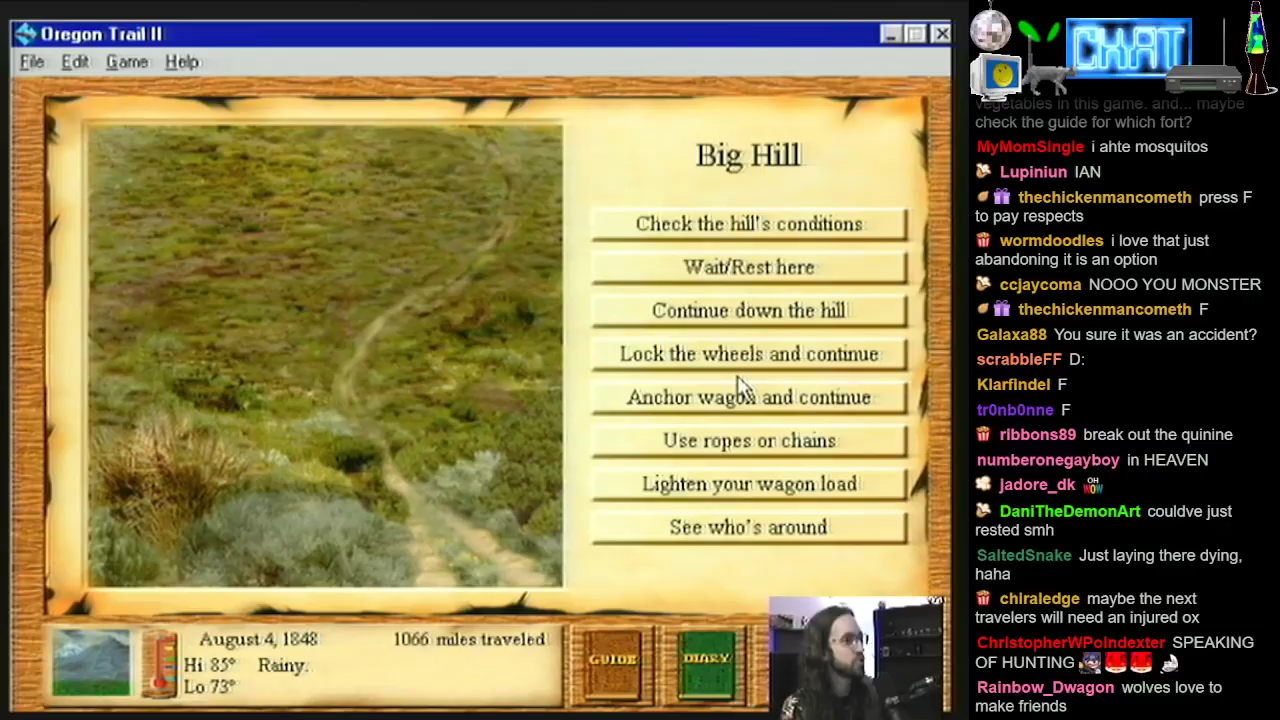 Oregon Trail II
File Edit Game Help
Big Hill
Check the hill's conditions
Wait/Rest here
Continue down the hill
Lock the wheels and continue
Anchor wagon and continue
Use ropes or chains
Lighten your wagon load
See who's around
August 4, 1848 1066 miles traveled
Hi 85° Rainy.
Lo 73°
GUIDE
DIARY
CHAT
vegetables in this game. and... maybe
check the guide for which fort?
MyMomSingle i ahte mosquitos
Lupiniun IAN
thechickenmancometh press F
to pay respects
wormdoodles i love that just
abandoning it is an option
ccjaycoma NOOO YOU MONSTER
thechickenmancometh F
Galaxa88 You sure it was an accident?
scrabbleFF D:
Klarfindel F
tr0nb0nne F
ribbons89 break out the quinine
numberonegayboy in HEAVEN
jadore_dk OH WOW
DaniTheDemonArt couldve just
rested smh
SaltedSnake Just laying there dying,
haha
chiraledge maybe the next
travelers will need an injured ox
ChristopherWPoindexter SPEAKING
OF HUNTING
Rainbow_Dwagon wolves love to
make friends